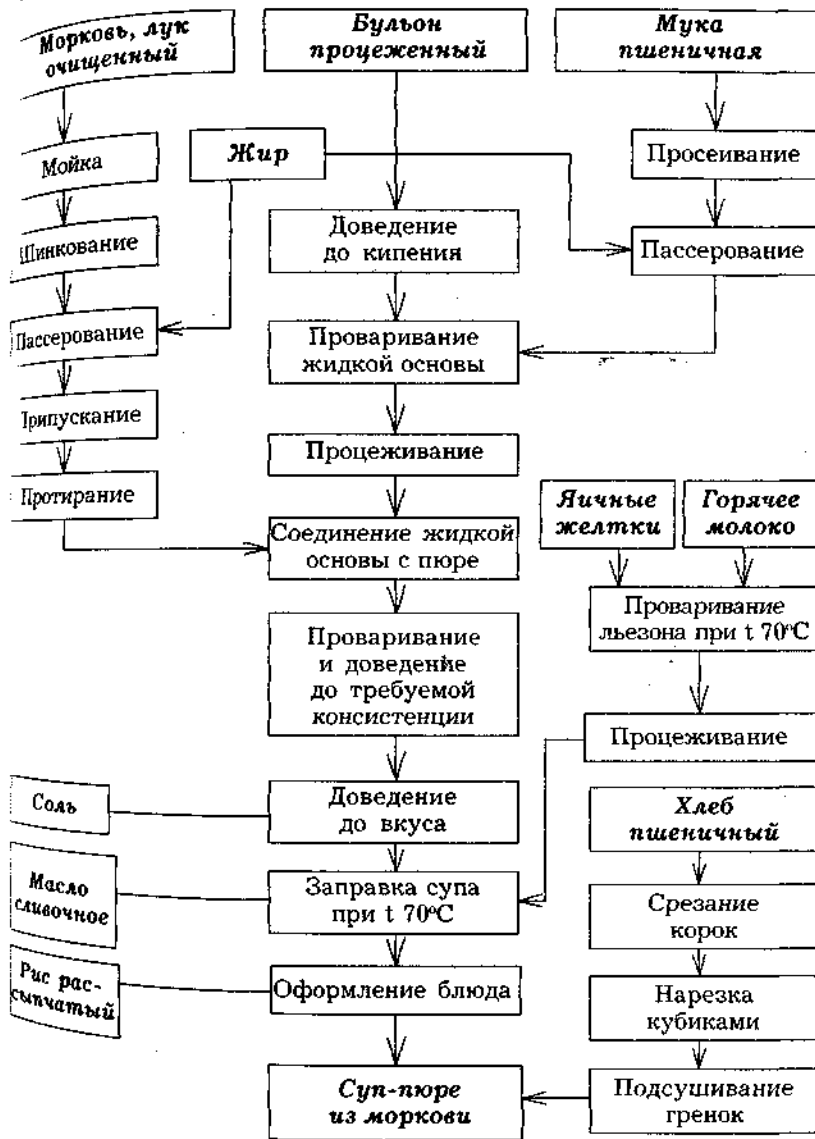 Морковь, лук
очищенный
Бульон
процеженный
Мука
пшеничная
Мойка
Жир
Просеивание
Шинкование
Доведение
до кипения
Пассерование
Пассерование
Проваривание
жидкой основы
Припускание
Процеживание
Протирание
Яичные
желтки
Горячее
молоко
Соединение жидкой
основы с пюре
Проваривание
льезона при t 70°C
Проваривание
и доведение
до требуемой
консистенции
Процеживание
Соль
Доведение
до вкуса
Хлеб
пшеничный
Масло
сливочное
Заправка супа
при t 70°C
Срезание
корок
Рис рас-
сыпчатый
Оформление блюда
Нарезка
кубиками
Суп-пюре
из моркови
Подсушивание
гренок